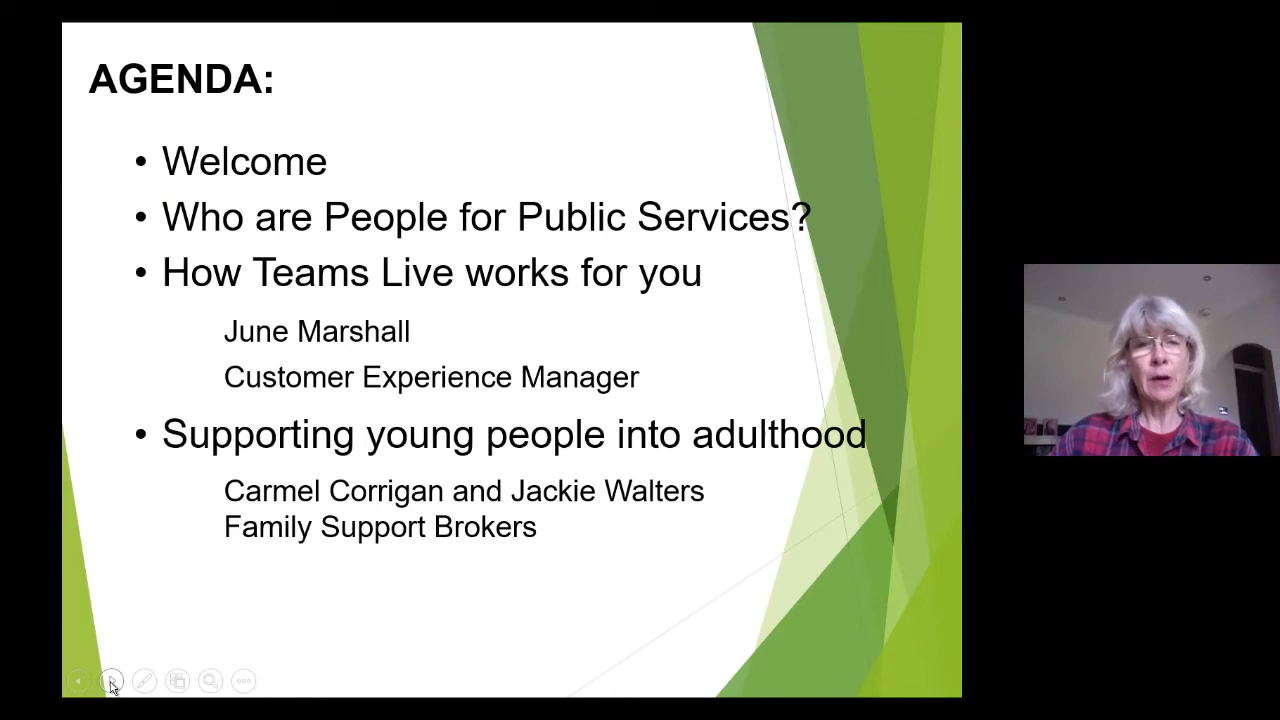 AGENDA:
• Welcome
• Who are People for Public Services?
• How Teams Live works for you
June Marshall
Customer Experience Manager
• Supporting young people into adulthood
Carmel Corrigan and Jackie Walters
Family Support Brokers